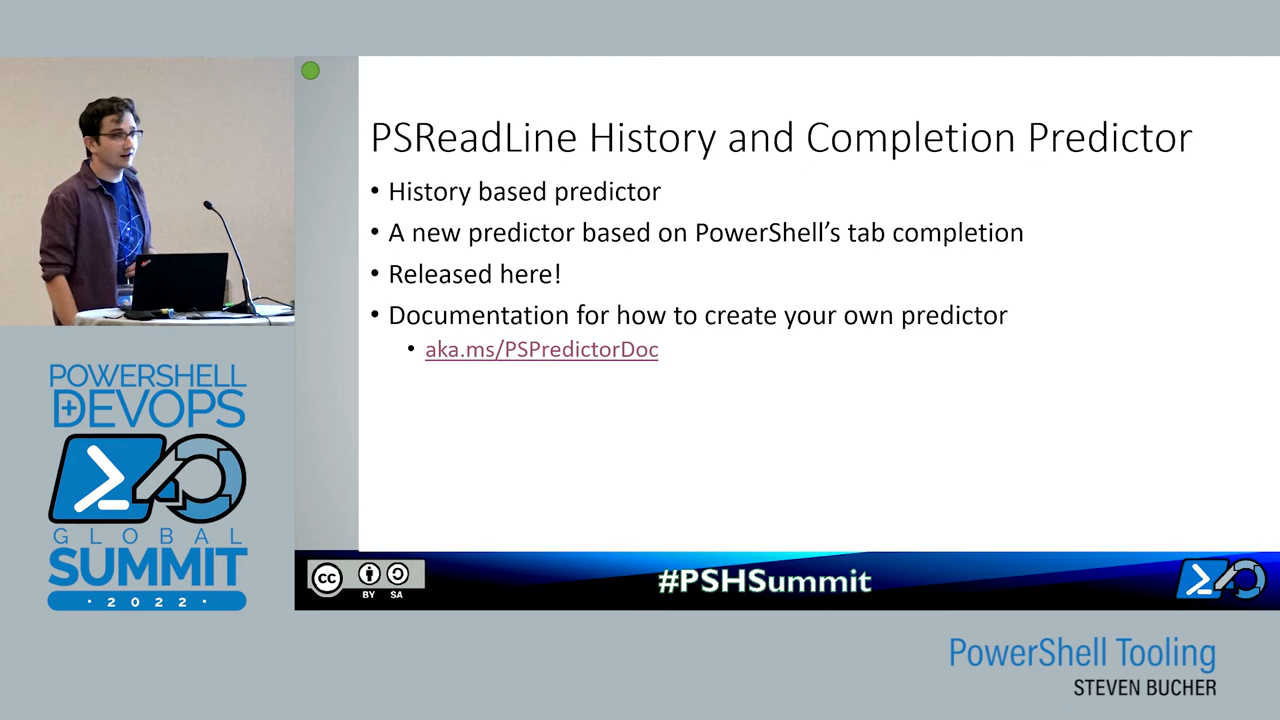 PSReadLine History and Completion Predictor
• History based predictor
• A new predictor based on PowerShell's tab completion
• Released here!
• Documentation for how to create your own predictor
• aka.ms/PSPredictorDoc
POWERSHELL
DEVOPS
GLOBAL
SUMMIT
· 2022 ·
cc
BY SA
#PSHSummit
PowerShell Tooling
STEVEN BUCHER